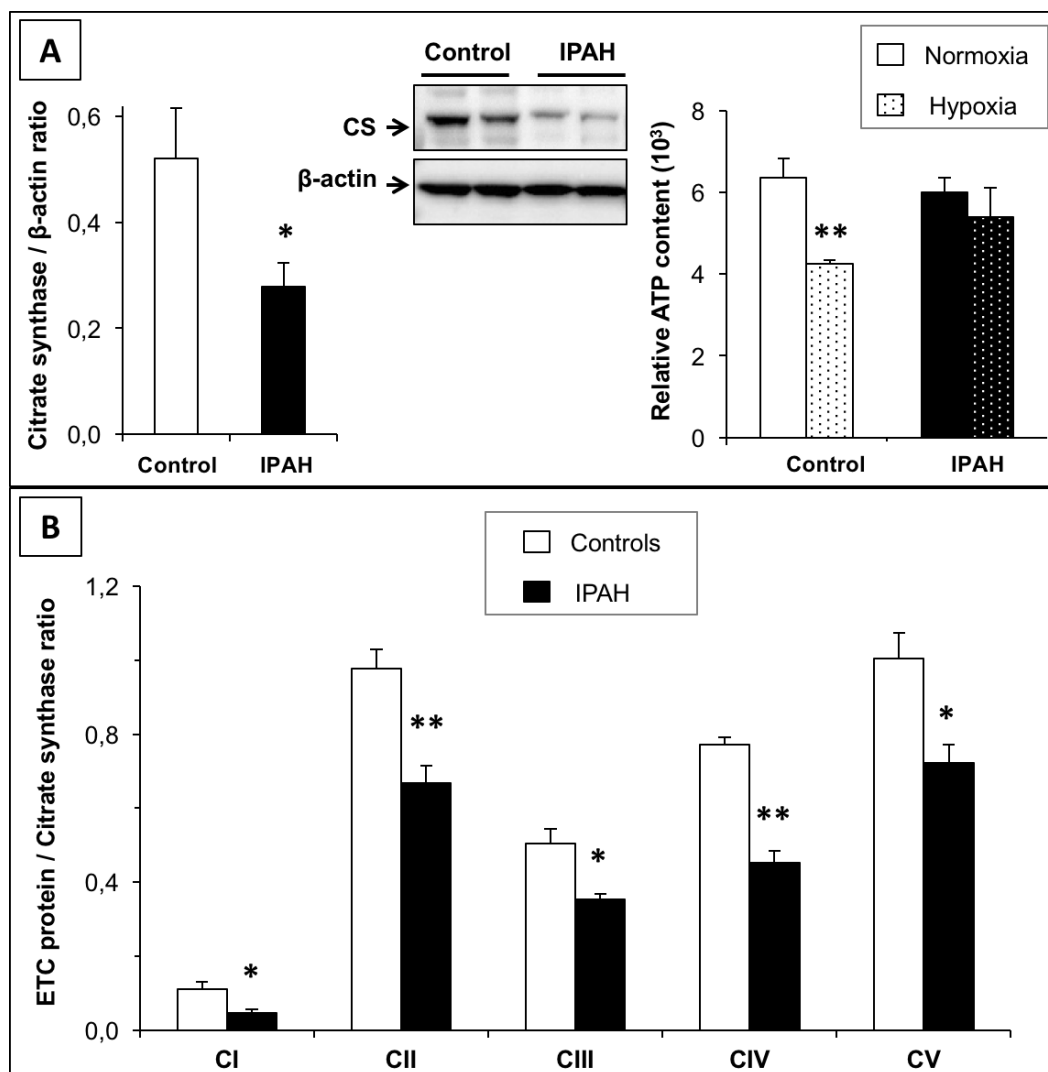 A
Citrate synthase / β-actin ratio
0,6
0,4
0,2
0,0
Control
IPAH
*
Control
IPAH
CS
β-actin
Normoxia
Hypoxia
Relative ATP content (10³)
8
6
4
2
0
**
Control
IPAH
B
Controls
IPAH
ETC protein / Citrate synthase ratio
1,2
0,8
0,4
0,0
*
**
*
**
*
CI
CII
CIII
CIV
CV